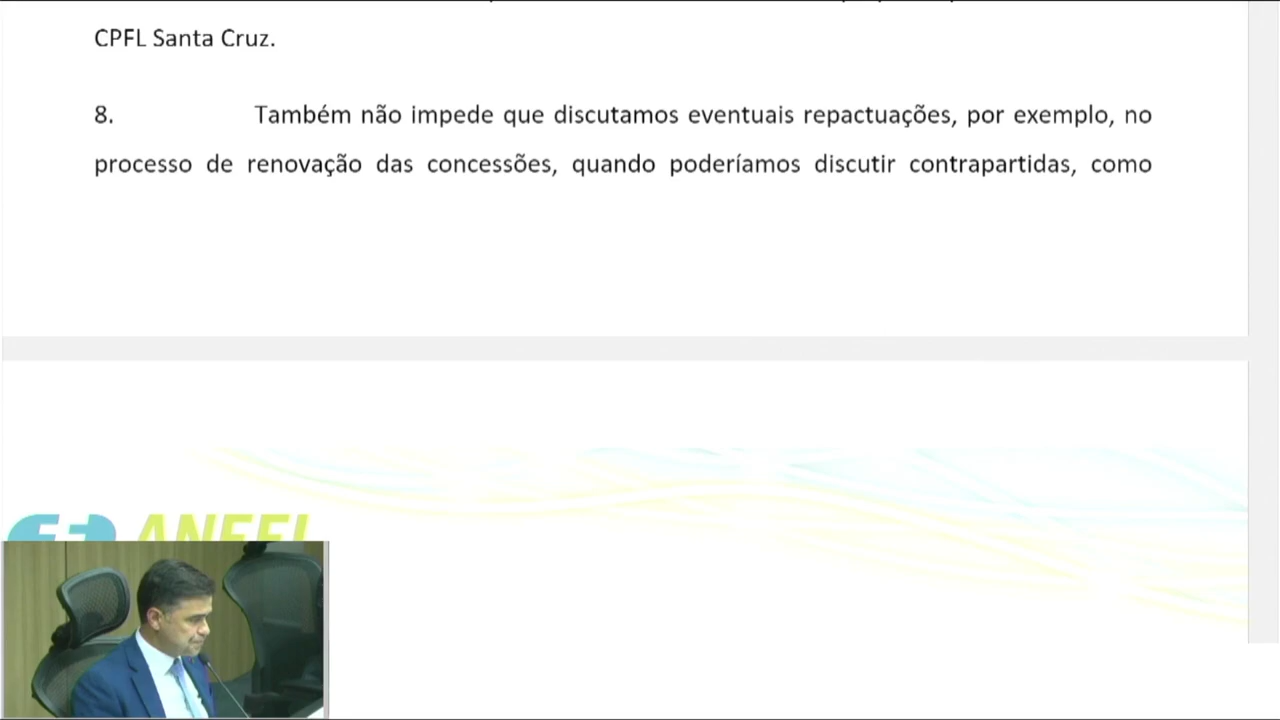 CPFL Santa Cruz.
8. Também não impede que discutamos eventuais repactuações, por exemplo, no
processo de renovação das concessões, quando poderíamos discutir contrapartidas, como
ANEEL